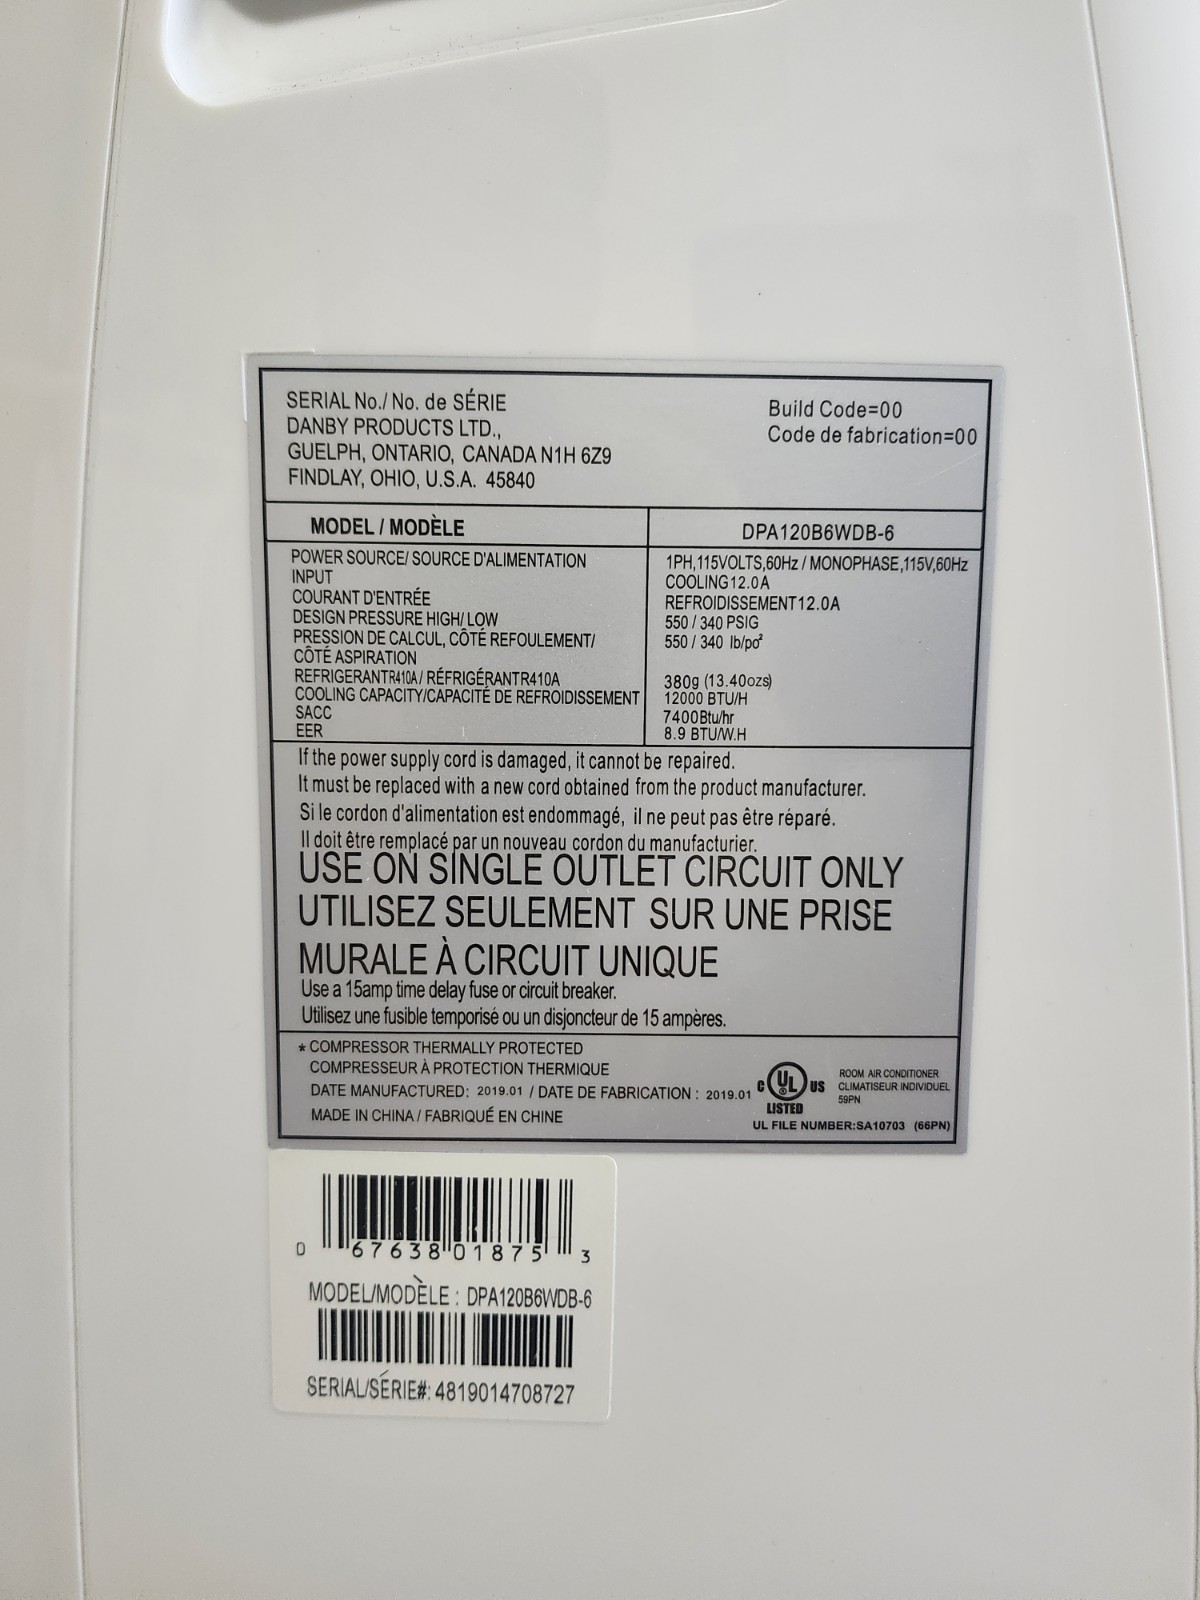 SERIAL No./ No. de SÉRIE
DANBY PRODUCTS LTD.,
GUELPH, ONTARIO, CANADA N1H 6Z9
FINDLAY, OHIO, U.S.A. 45840
Build Code=00
Code de fabrication=00
MODEL / MODÈLE DPA120B6WDB-6
POWER SOURCE/ SOURCE D'ALIMENTATION 1PH,115VOLTS,60Hz / MONOPHASE,115V,60Hz
INPUT COOLING12.0A
COURANT D'ENTRÉE REFROIDISSEMENT12.0A
DESIGN PRESSURE HIGH/ LOW 550 / 340 PSIG
PRESSION DE CALCUL, CÔTÉ REFOULEMENT/ 550 / 340 lb/po²
CÔTÉ ASPIRATION
REFRIGERANTR410A/ RÉFRIGÉRANTR410A 380g (13.40ozs)
COOLING CAPACITY/CAPACITÉ DE REFROIDISSEMENT 12000 BTU/H
SACC 7400Btu/hr
EER 8.9 BTU/W.H
If the power supply cord is damaged, it cannot be repaired.
It must be replaced with a new cord obtained from the product manufacturer.
Si le cordon d'alimentation est endommagé, il ne peut pas être réparé.
Il doit être remplacé par un nouveau cordon du manufacturier.
USE ON SINGLE OUTLET CIRCUIT ONLY
UTILISEZ SEULEMENT SUR UNE PRISE
MURALE À CIRCUIT UNIQUE
Use a 15amp time delay fuse or circuit breaker.
Utilisez une fusible temporisé ou un disjoncteur de 15 ampères.
* COMPRESSOR THERMALLY PROTECTED
COMPRESSEUR À PROTECTION THERMIQUE
DATE MANUFACTURED: 2019.01 / DATE DE FABRICATION : 2019.01
MADE IN CHINA / FABRIQUÉ EN CHINE
C UL US
LISTED
ROOM AIR CONDITIONER
CLIMATISEUR INDIVIDUEL
59PN
UL FILE NUMBER:SA10703 (66PN)
0 67638 01875 3
MODEL/MODÈLE : DPA120B6WDB-6
SERIAL/SÉRIE#: 4819014708727